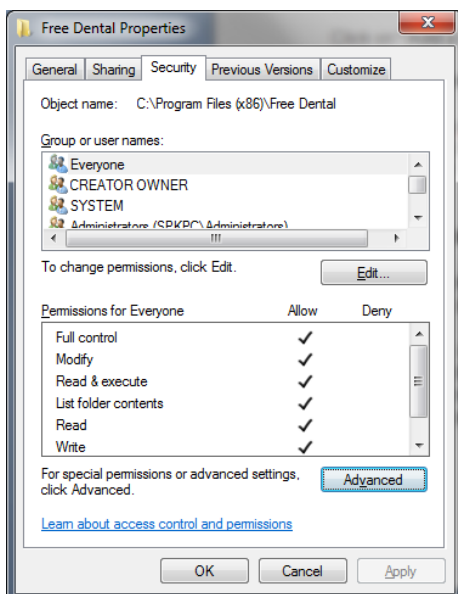 Free Dental Properties
General Sharing Security Previous Versions Customize
Object name: C:\Program Files (x86)\Free Dental
Group or user names:
Everyone
CREATOR OWNER
SYSTEM
Administrators (SPKPC\Administrators)
To change permissions, click Edit.
Edit...
Permissions for Everyone Allow Deny
Full control
Modify
Read & execute
List folder contents
Read
Write
For special permissions or advanced settings,
click Advanced.
Advanced
Learn about access control and permissions
OK Cancel Apply